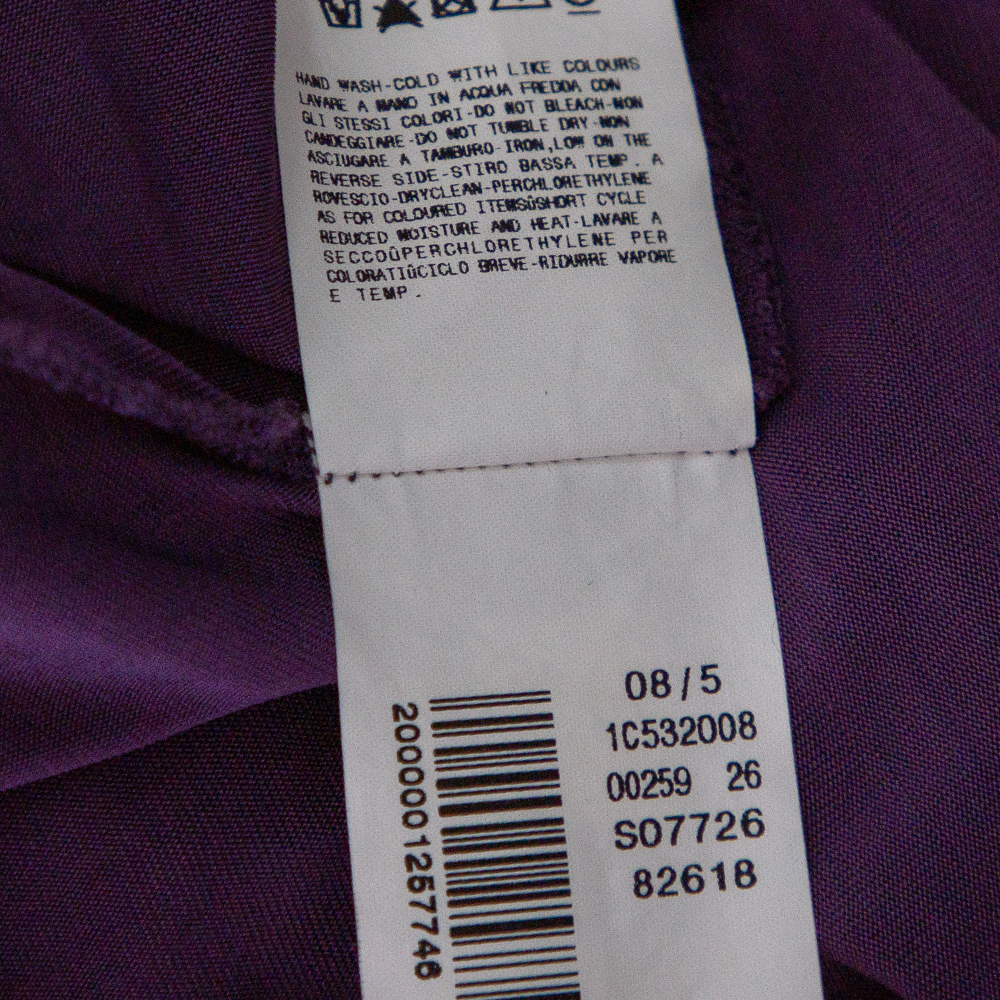 HAND WASH-COLD WITH LIKE COLOURS
LAVARE A MANO IN ACQUA FREDDA CON
GLI STESSI COLORI-DO NOT BLEACH-NON
CANDEGGIARE-DO NOT TUMBLE DRY-NON
ASCIUGARE A TAMBURO-IRON,LOW ON THE
REVERSE SIDE-STIRO BASSA TEMP. A
ROVESCIO-DRYCLEAN-PERCHLORETHYLENE
AS FOR COLOURED ITEMSÛSHORT CYCLE
REDUCED MOISTURE AND HEAT-LAVARE A
SECCOÛPERCHLORETHYLENE PER
COLORATIÛCICLO BREVE-RIDURRE VAPORE
E TEMP.
08/5
1C532008
00259 26
S07726
82618
2000001257746